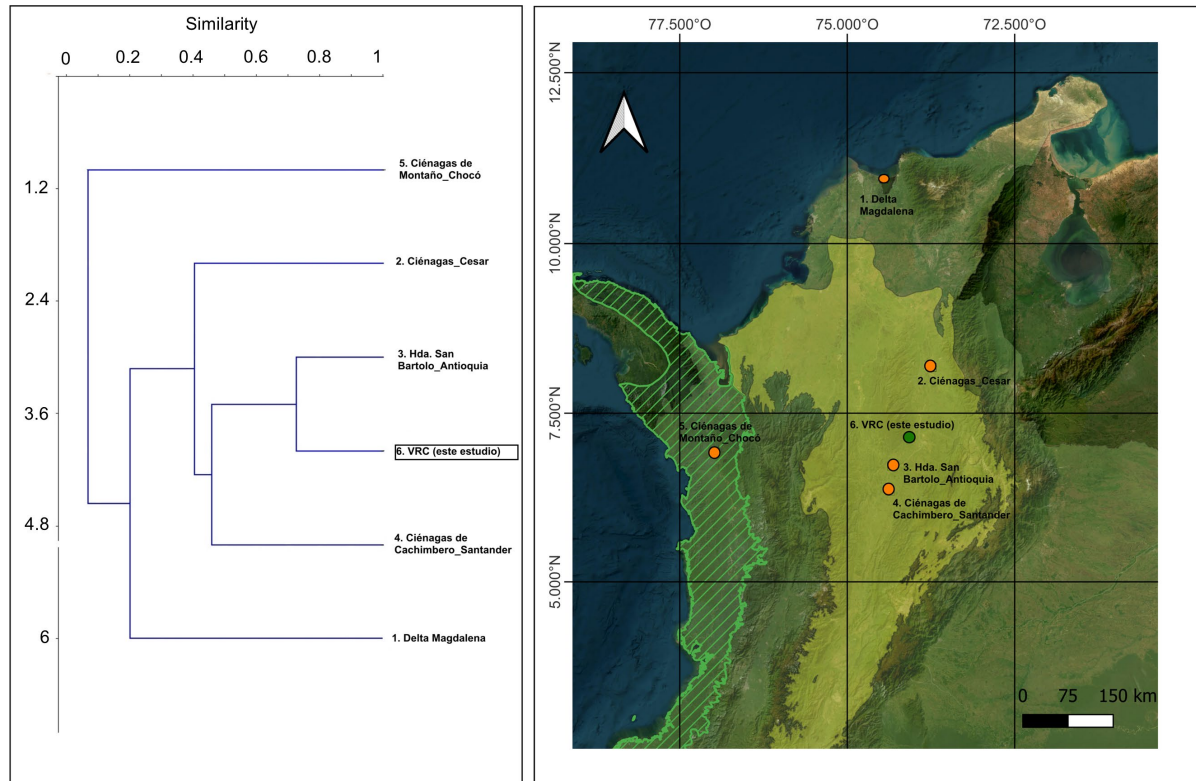 Similarity
0 0.2 0.4 0.6 0.8 1
1.2
2.4
3.6
4.8
6
5. Ciénagas de
Montaño_Chocó
2. Ciénagas_Cesar
3. Hda. San
Bartolo_Antioquia
6. VRC (este estudio)
4. Ciénagas de
Cachimbero_Santander
1. Delta Magdalena
77.500°O 75.000°O 72.500°O
12.500°N
10.000°N
7.500°N
5.000°N
1. Delta
Magdalena
2. Ciénagas_Cesar
6. VRC (este estudio)
5. Ciénagas de
Montaño_Chocó
3. Hda. San
Bartolo_Antioquia
4. Ciénagas de
Cachimbero_Santander
0 75 150 km